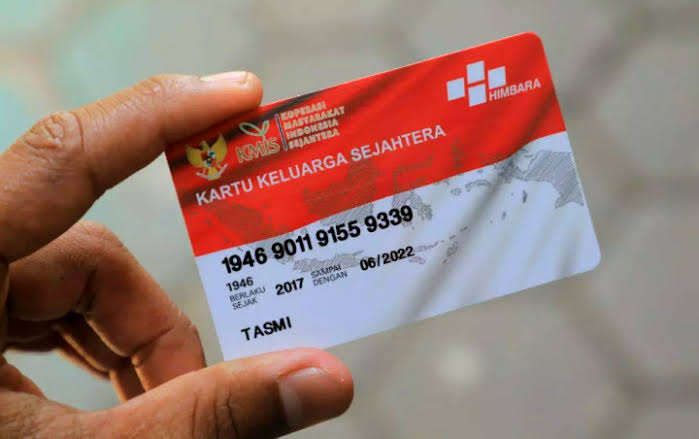 HIMBARA
KMIS
KOPERASI
MASYARAKAT
INDONESIA
SEJAHTERA
KARTU KELUARGA SEJAHTERA
1946 9011 9155 9339
1946
BERLAKU
SEJAK
2017
SAMPAI
DENGAN
06/2022
TASMI